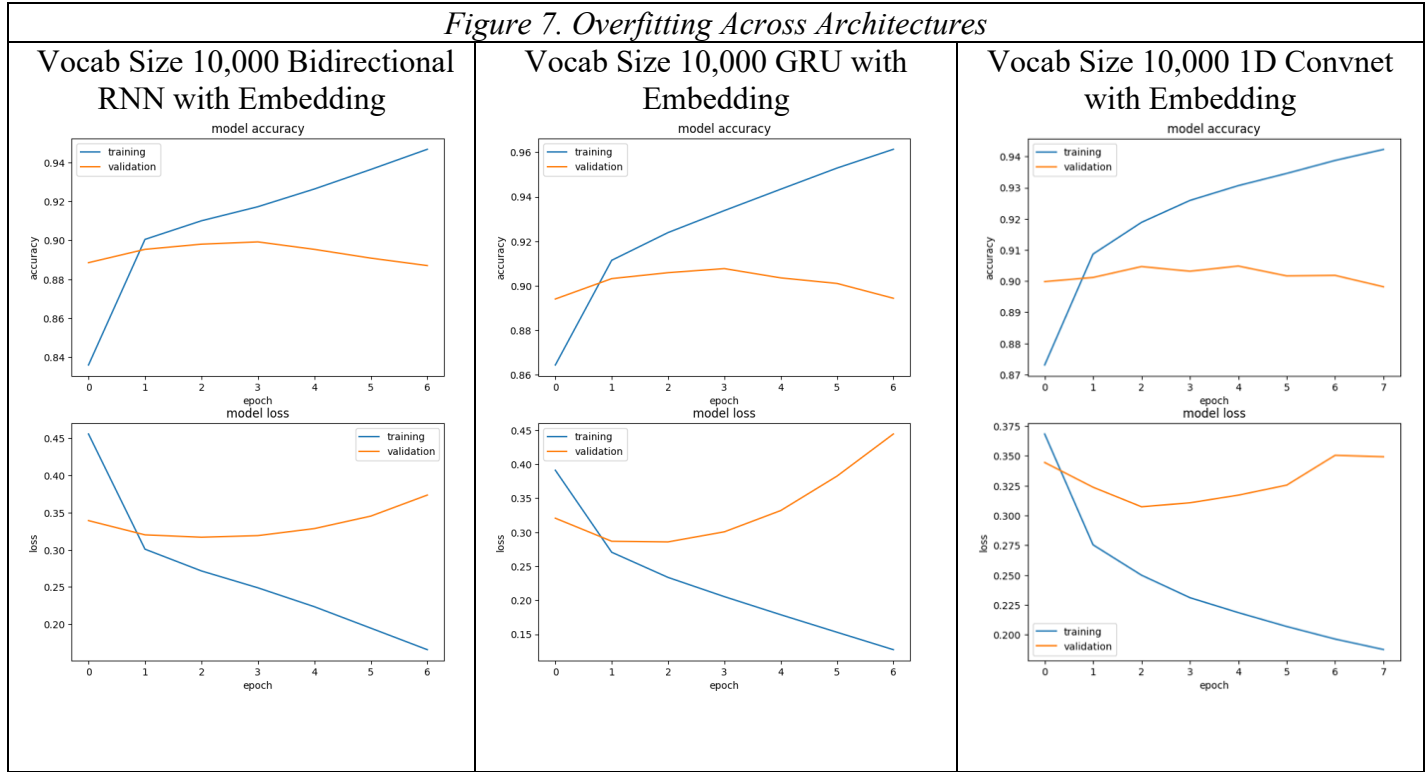 Figure 7. Overfitting Across Architectures
Vocab Size 10,000 Bidirectional
RNN with Embedding
model accuracy
training
validation
0.94
0.92
0.90
0.88
0.86
0.84
accuracy
0 1 2 3 4 5 6
epoch
model loss
training
validation
0.45
0.40
0.35
0.30
0.25
0.20
loss
0 1 2 3 4 5 6
epoch
Vocab Size 10,000 GRU with
Embedding
model accuracy
training
validation
0.96
0.94
0.92
0.90
0.88
0.86
accuracy
0 1 2 3 4 5 6
epoch
model loss
training
validation
0.45
0.40
0.35
0.30
0.25
0.20
0.15
loss
0 1 2 3 4 5 6
epoch
Vocab Size 10,000 1D Convnet
with Embedding
model accuracy
training
validation
0.94
0.93
0.92
0.91
0.90
0.89
0.88
0.87
accuracy
0 1 2 3 4 5 6 7
epoch
model loss
0.375
0.350
0.325
0.300
0.275
0.250
0.225
0.200
loss
training
validation
0 1 2 3 4 5 6 7
epoch